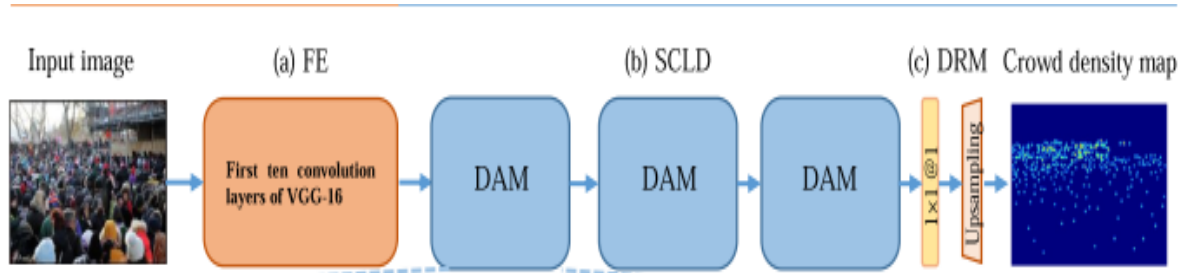 Input image
(a) FE
(b) SCLD
(c) DRM
Crowd density map
First ten convolution
layers of VGG-16
DAM
DAM
DAM
1×1@1
Upsampling